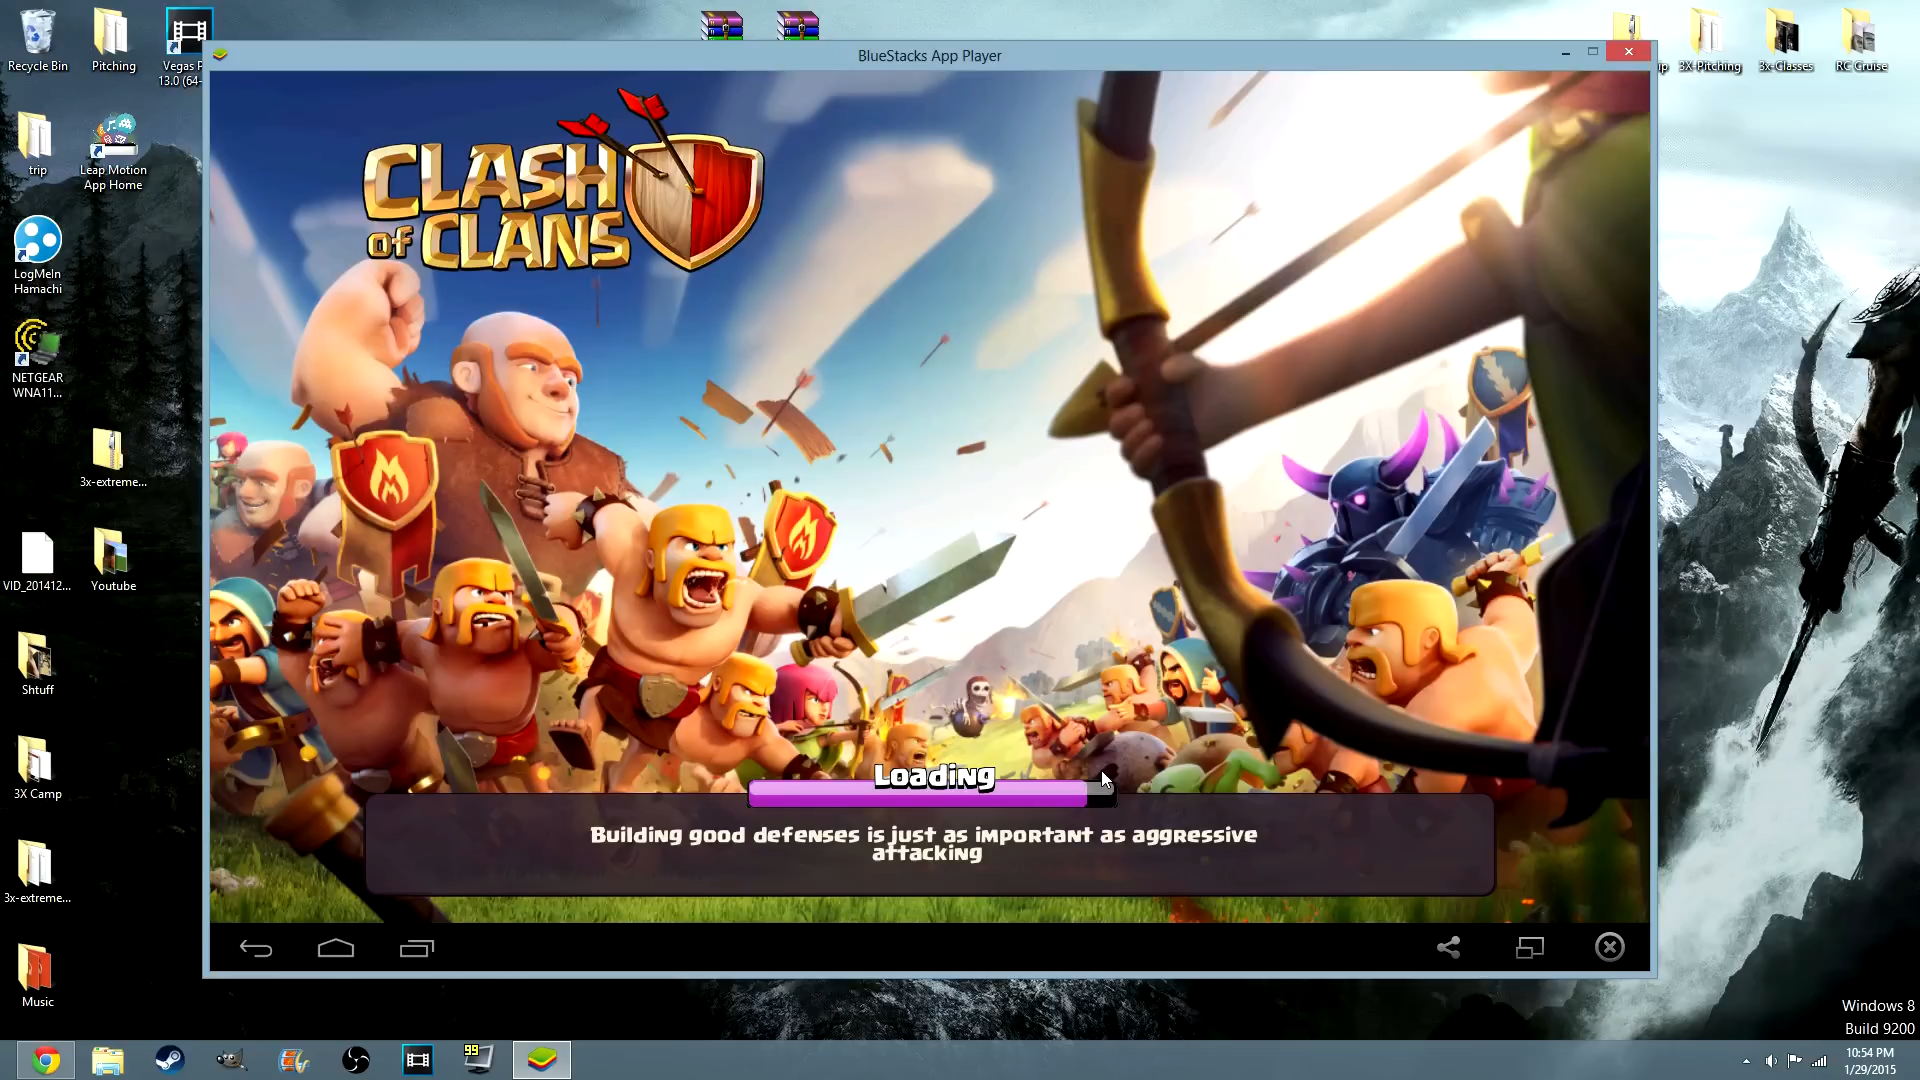 BlueStacks App Player
Recycle Bin
Pitching
Vegas P
13.0 (64-
ip
3X-Pitching
3x-Classes
RC Cruise
trip
Leap Motion
App Home
LogMeIn
Hamachi
NETGEAR
WNA11...
3x-extreme...
VID_201412...
Youtube
Shtuff
3X Camp
3x-extreme...
Music
CLASH
OF CLANS
Loading
Building good defenses is just as important as aggressive
attacking
Windows 8
Build 9200
99
10:54 PM
1/29/2015